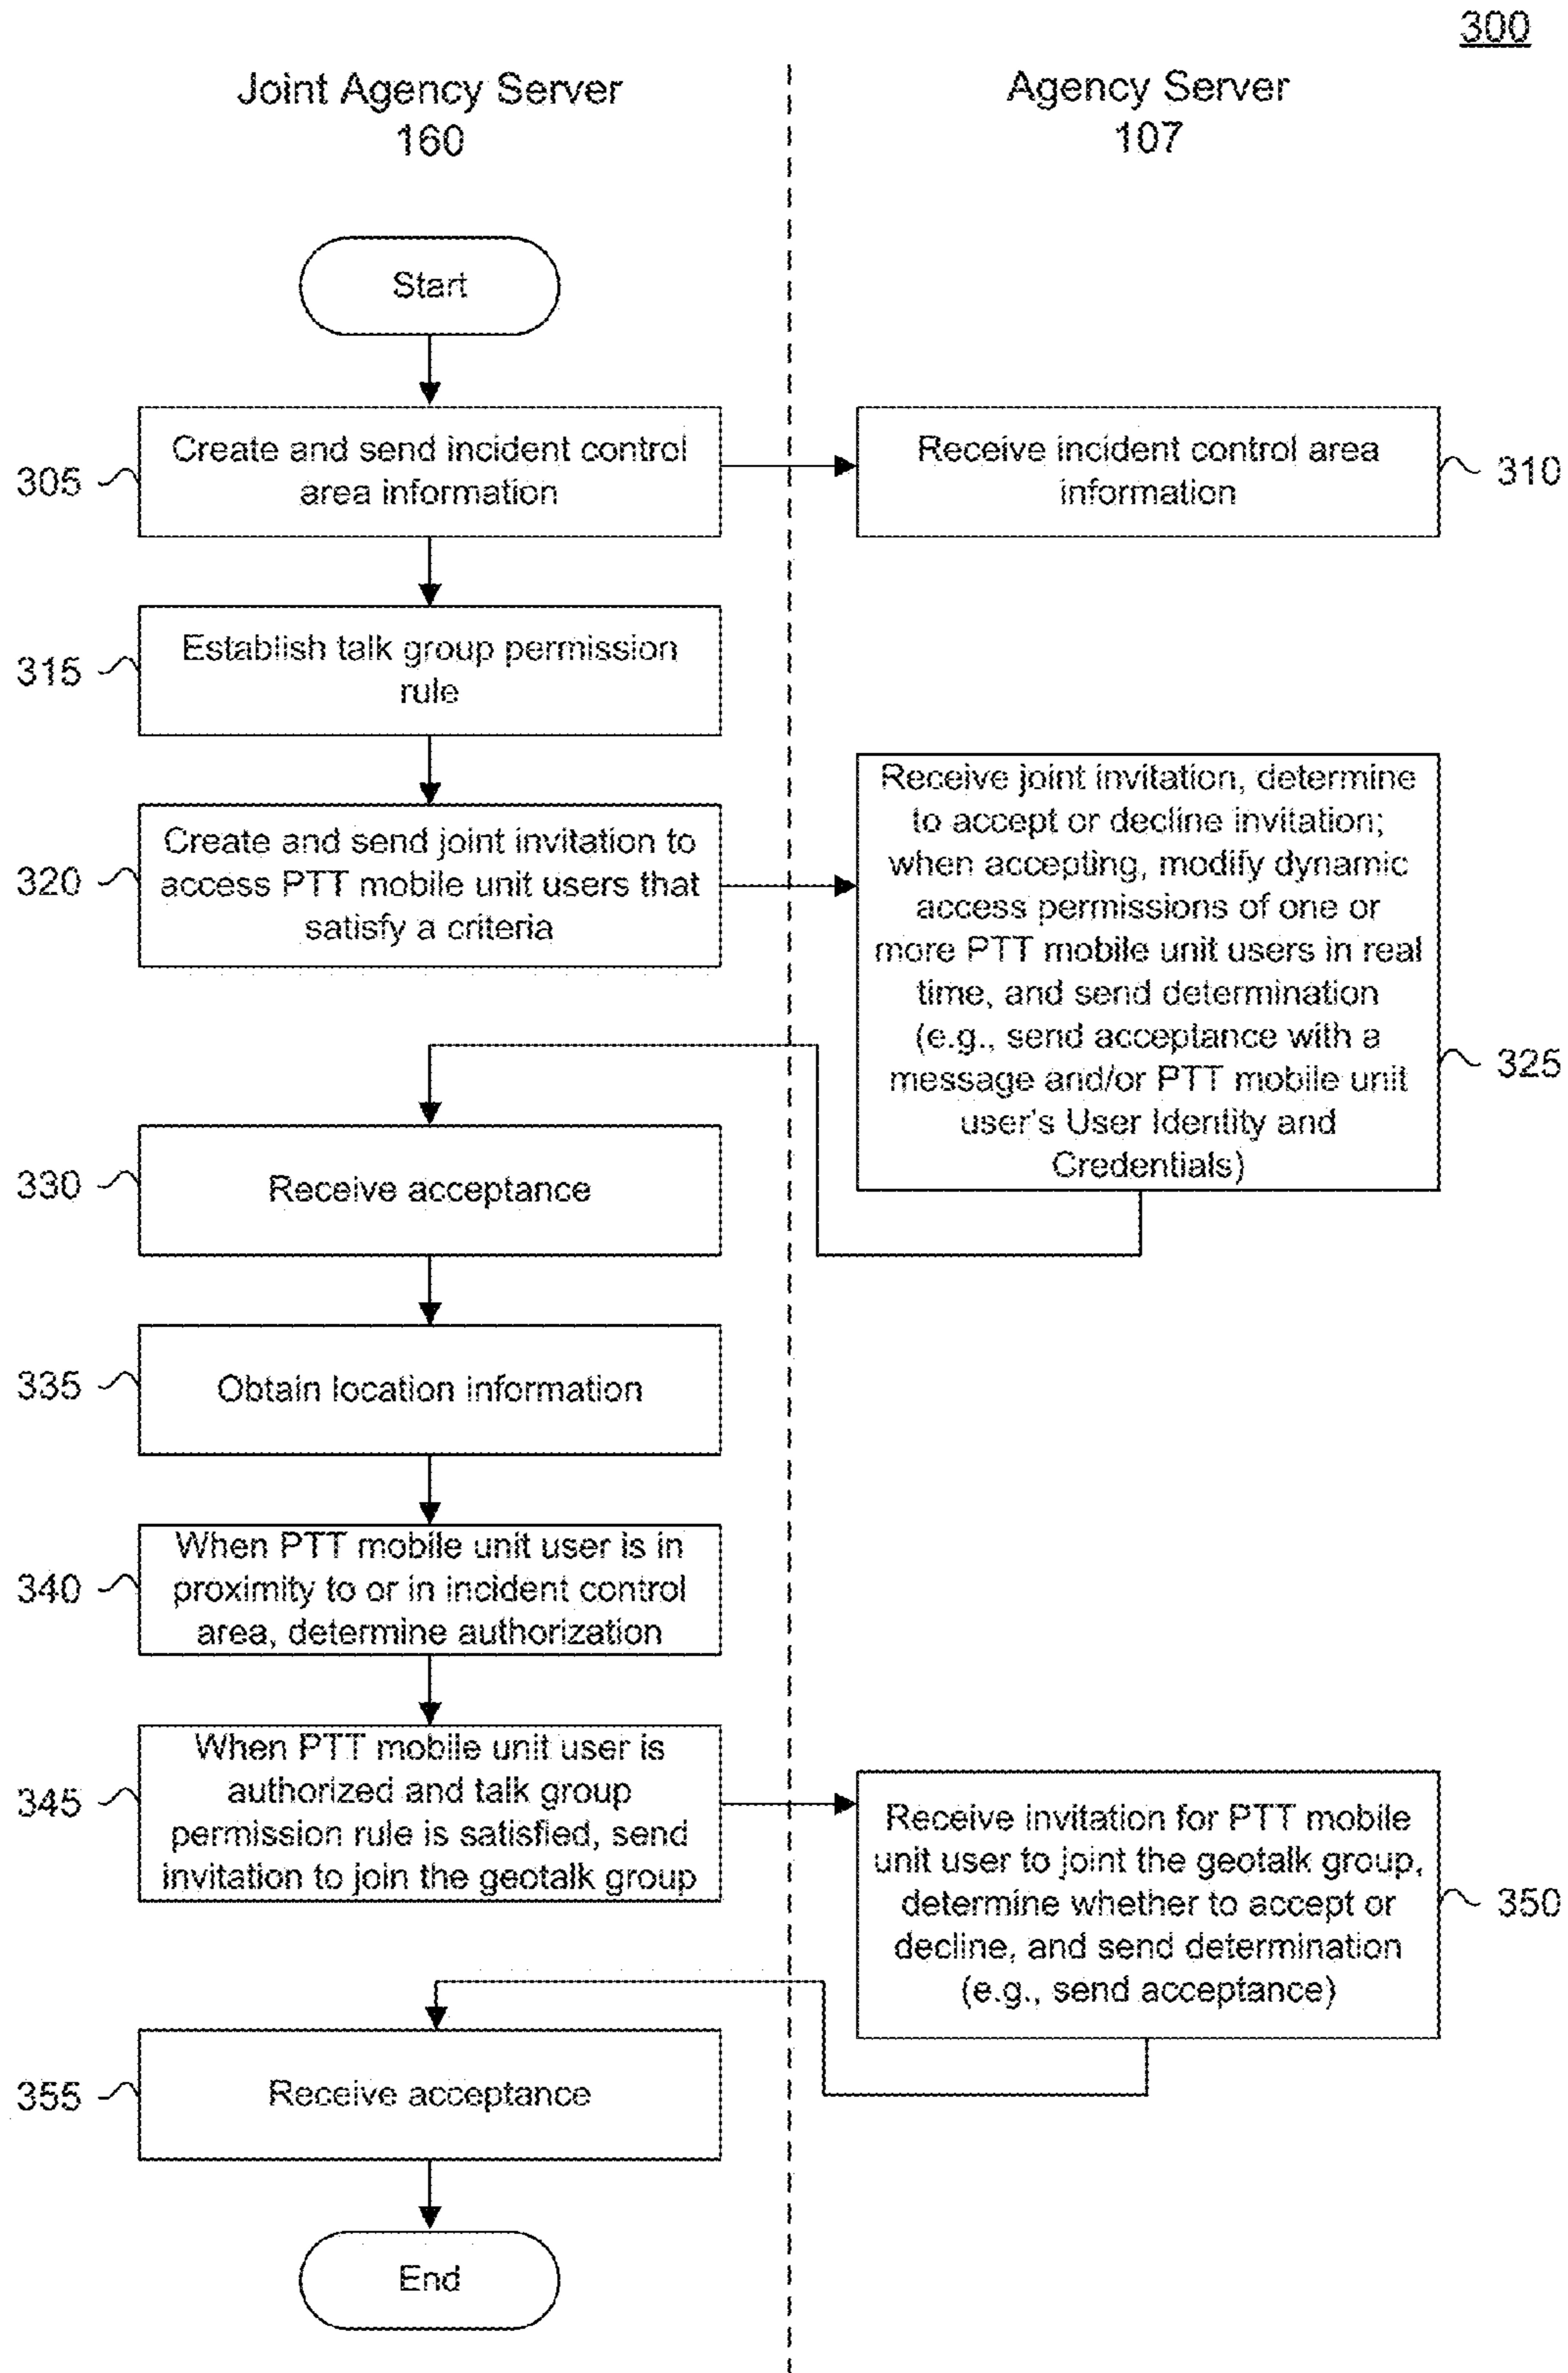 300
Joint Agency Server
160
Agency Server
107
Start
305
Create and send incident control
area information
Receive incident control area
information
310
315
Establish talk group permission
rule
320
Create and send joint invitation to
access PTT mobile unit users that
satisfy a criteria
Receive joint invitation, determine
to accept or decline invitation;
when accepting, modify dynamic
access permissions of one or
more PTT mobile unit users in real
time, and send determination
(e.g., send acceptance with a
message and/or PTT mobile unit
user's User Identity and
Credentials)
325
330
Receive acceptance
335
Obtain location information
340
When PTT mobile unit user is in
proximity to or in incident control
area, determine authorization
345
When PTT mobile unit user is
authorized and talk group
permission rule is satisfied, send
invitation to join the geotalk group
Receive invitation for PTT mobile
unit user to joint the geotalk group,
determine whether to accept or
decline, and send determination
(e.g., send acceptance)
350
355
Receive acceptance
End